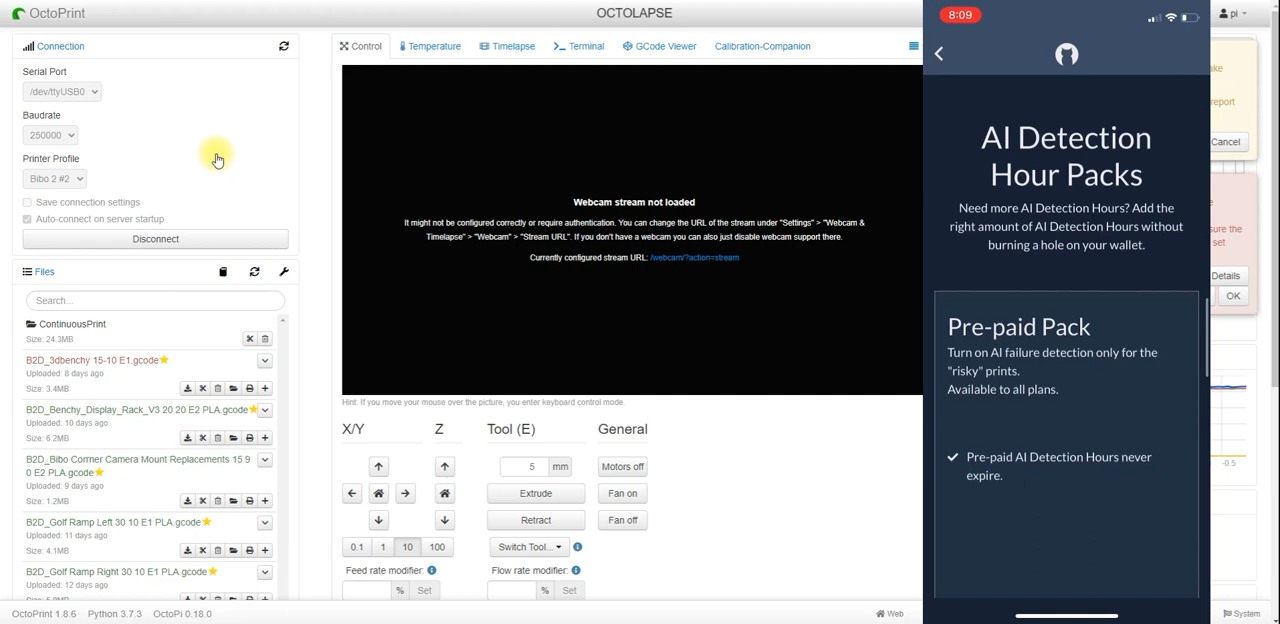 OctoPrint
OCTOLAPSE
8:09
pi
Connection
Serial Port
/dev/ttyUSB0
Baudrate
250000
Printer Profile
Bibo 2 #2
Save connection settings
Auto-connect on server startup
Disconnect
Files
Search...
ContinuousPrint
Size: 24.3MB
B2D_3dbenchy 15-10 E1.gcode
Uploaded: 8 days ago
Size: 3.4MB
B2D_Benchy_Display_Rack_V3 20 20 E2 PLA.gcode
Uploaded: 10 days ago
Size: 6.2MB
B2D_Bibo Corrner Camera Mount Replacements 15 9
0 E2 PLA.gcode
Uploaded: 9 days ago
Size: 1.2MB
B2D_Golf Ramp Left 30 10 E1 PLA.gcode
Uploaded: 11 days ago
Size: 4.1MB
B2D_Golf Ramp Right 30 10 E1 PLA.gcode
Uploaded: 12 days ago
Control
Temperature
Timelapse
Terminal
GCode Viewer
Calibration-Companion
Webcam stream not loaded
It might not be configured correctly or require authentication. You can change the URL of the stream under "Settings" > "Webcam &
Timelapse" > "Webcam" > "Stream URL". If you don't have a webcam you can also just disable webcam support there.
Currently configured stream URL: /webcam/?action=stream
Hint: If you move your mouse over the picture, you enter keyboard control mode.
X/Y
Z
Tool (E)
General
5 mm
Motors off
Extrude
Fan on
Retract
Fan off
0.1 1 10 100
Switch Tool...
Feed rate modifier:
Flow rate modifier:
% Set
% Set
AI Detection
Hour Packs
Need more AI Detection Hours? Add the
right amount of AI Detection Hours without
burning a hole on your wallet.
Pre-paid Pack
Turn on AI failure detection only for the
"risky" prints.
Available to all plans.
Pre-paid AI Detection Hours never
expire.
report
Cancel
sure the
set
Details
OK
-0.5
OctoPrint 1.8.6 Python 3.7.3 OctoPi 0.18.0
Web
System